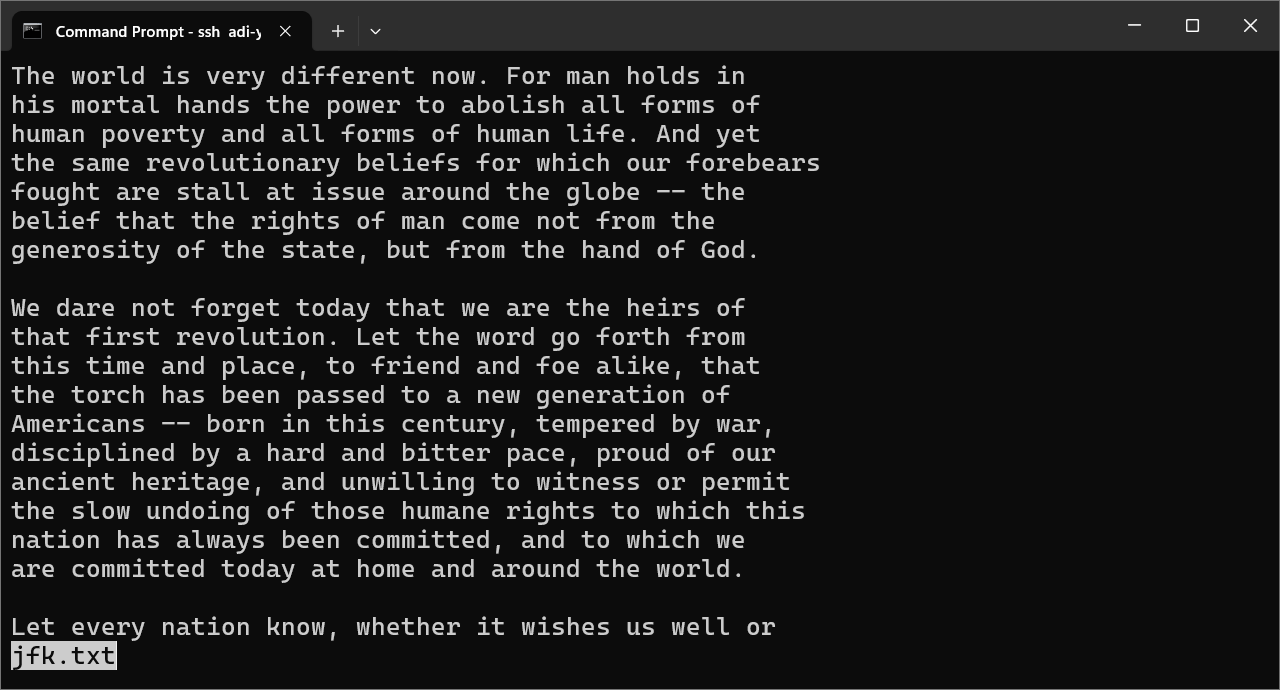 Command Prompt - ssh adi-y
The world is very different now. For man holds in
his mortal hands the power to abolish all forms of
human poverty and all forms of human life. And yet
the same revolutionary beliefs for which our forebears
fought are stall at issue around the globe -- the
belief that the rights of man come not from the
generosity of the state, but from the hand of God.

We dare not forget today that we are the heirs of
that first revolution. Let the word go forth from
this time and place, to friend and foe alike, that
the torch has been passed to a new generation of
Americans -- born in this century, tempered by war,
disciplined by a hard and bitter pace, proud of our
ancient heritage, and unwilling to witness or permit
the slow undoing of those humane rights to which this
nation has always been committed, and to which we
are committed today at home and around the world.

Let every nation know, whether it wishes us well or
jfk.txt